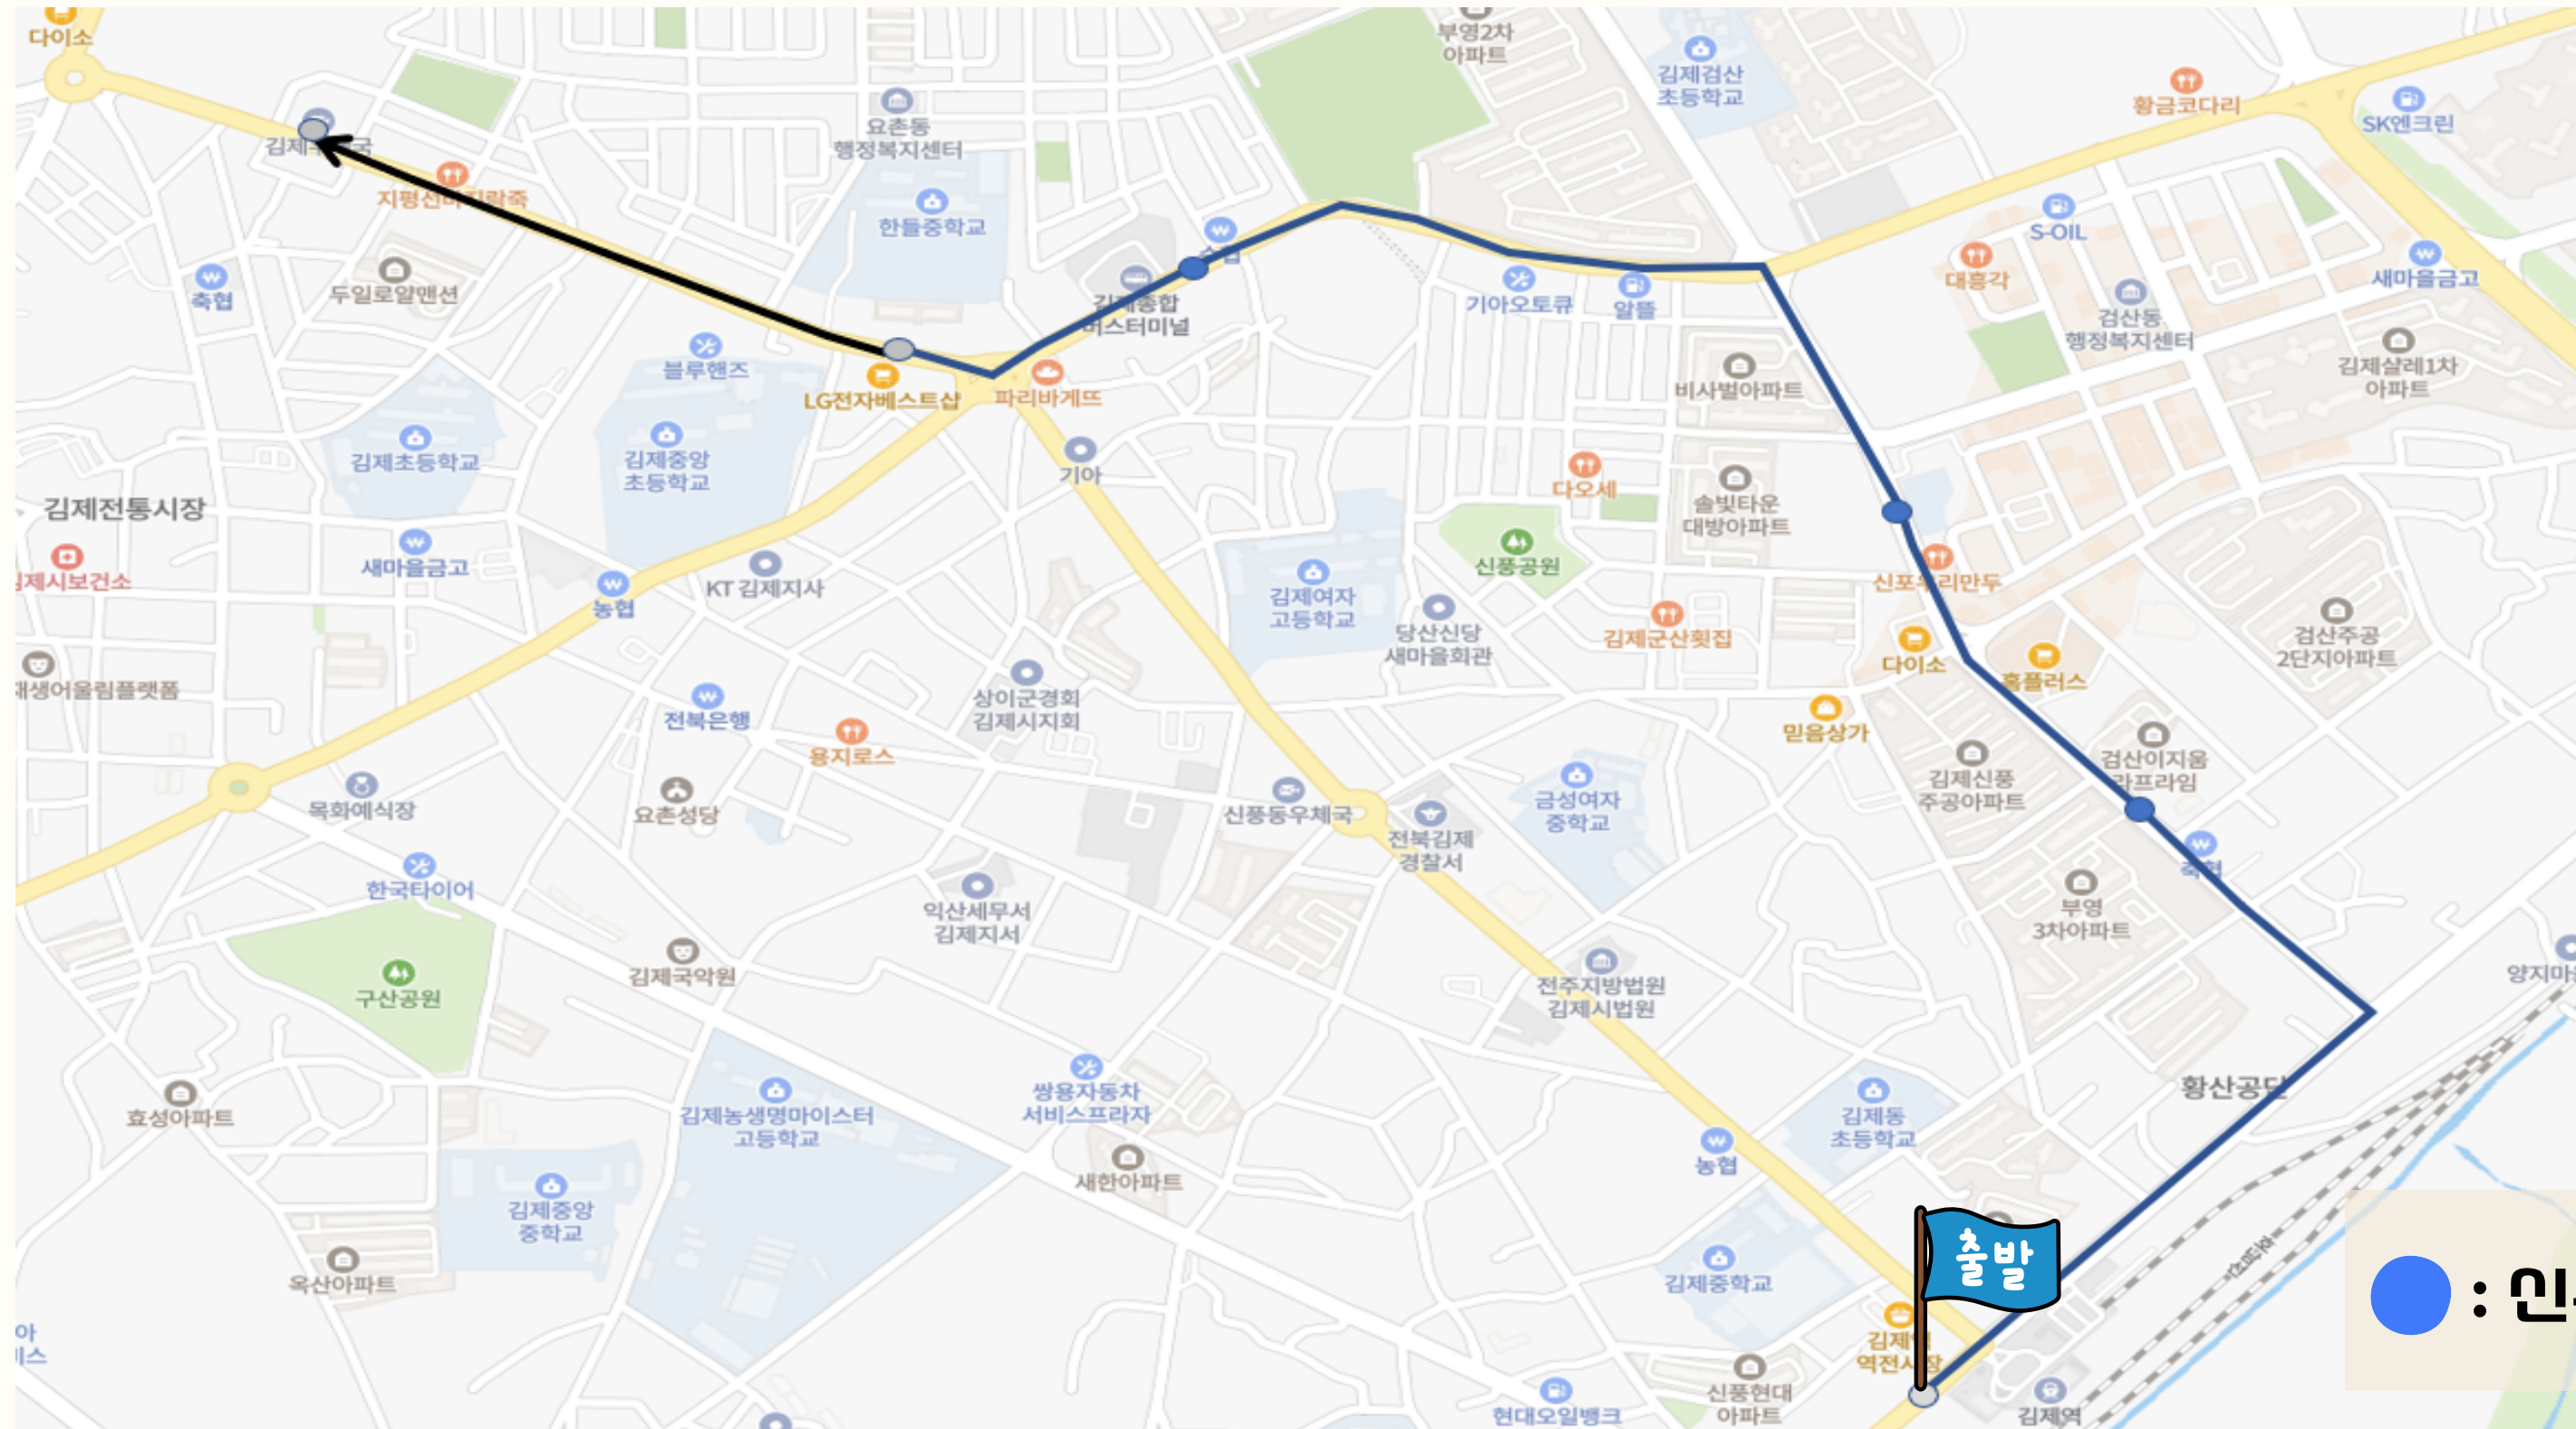 다이소
부영2차
아파트
김제검산
초등학교
황금코다리
SK엔크린
요촌동
행정복지센터
한들중학교
두일로얄맨션
축협
S-OIL
대흥각
새마을금고
검산동
행정복지센터
김제샬레1차
아파트
기아오토큐
알뜰
김제종합
버스터미널
블루핸즈
LG전자베스트샵
파리바게뜨
비사벌아파트
김제초등학교
김제중앙
초등학교
기아
다오세
솔빛타운
대방아파트
김제전통시장
새마을금고
KT 김제지사
농협
신풍공원
김제여자
고등학교
당산신당
새마을회관
김제군산횟집
다이소
홈플러스
검산주공
2단지아파트
전북은행
상이군경회
김제시지회
용지로스
믿음상가
김제신풍
주공아파트
검산이지움
목화예식장
요촌성당
신풍동우체국
전북김제
경찰서
금성여자
중학교
축협
한국타이어
익산세무서
김제지서
부영
3차아파트
김제국악원
구산공원
전주지방법원
김제시법원
황산공단
효성아파트
김제농생명마이스터
고등학교
쌍용자동차
서비스프라자
김제동
초등학교
농협
새한아파트
김제중앙
중학교
옥산아파트
김제중학교
출발
호남선
신풍현대
아파트
현대오일뱅크
김제역